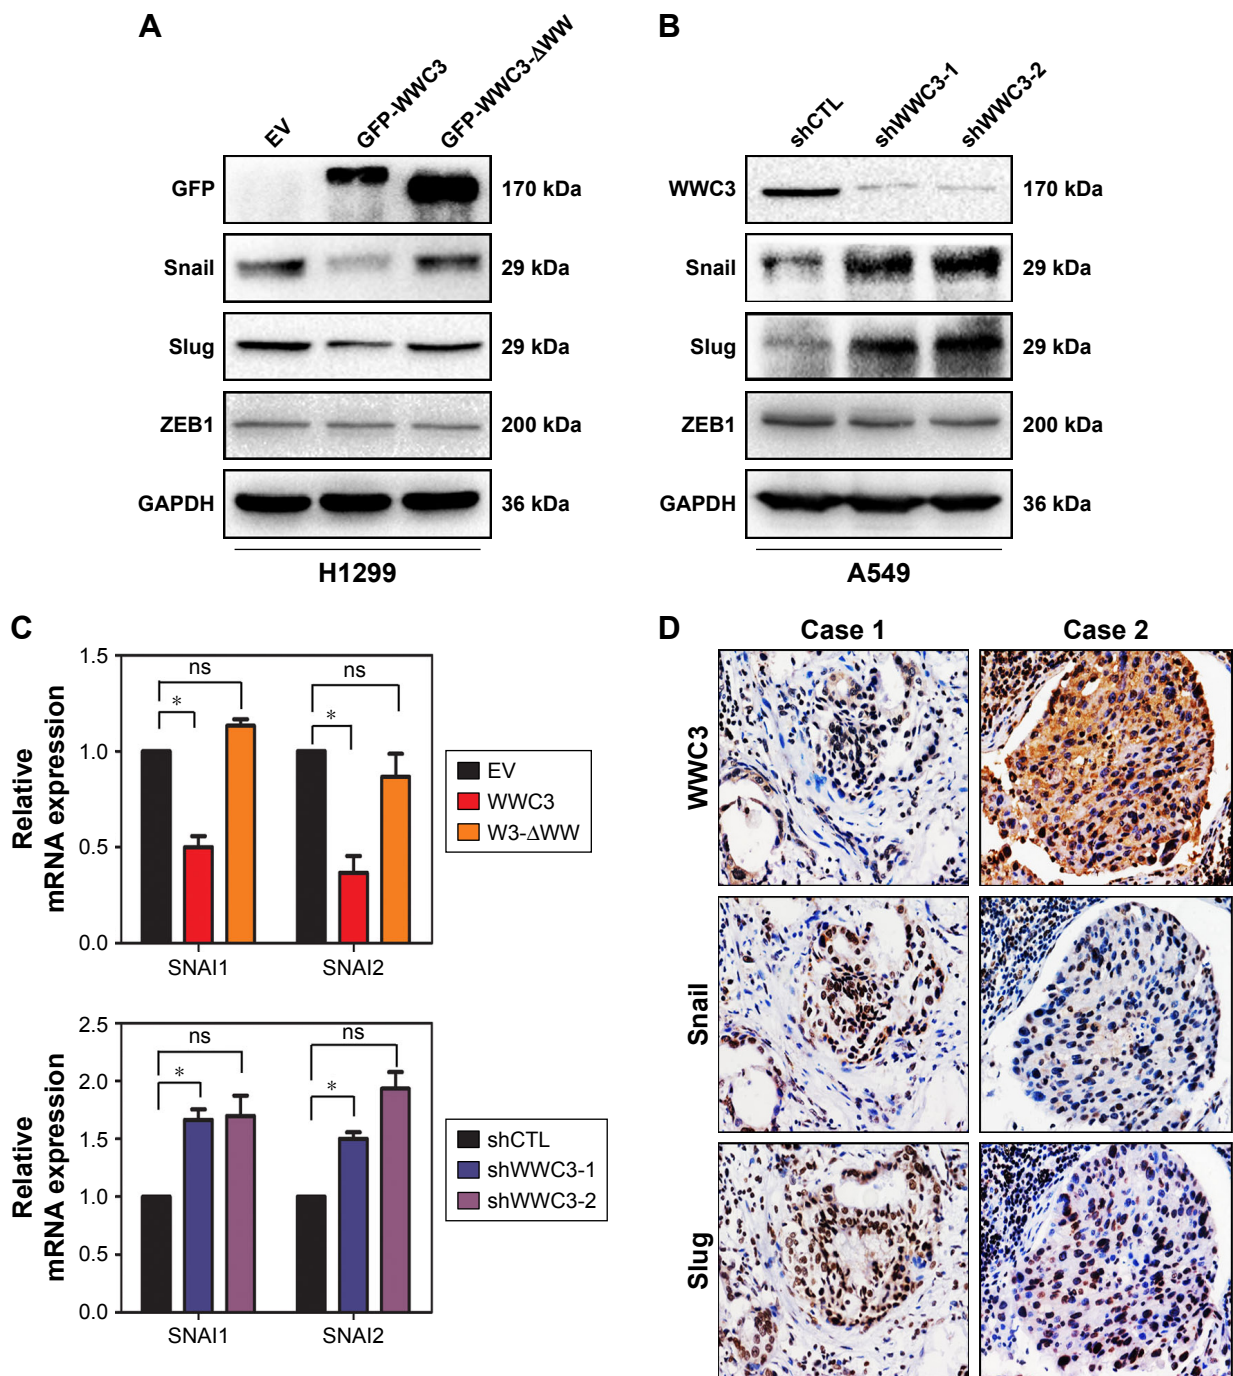 A
EV
GFP-WWC3
GFP-WWC3-ΔWW
GFP
170 kDa
Snail
29 kDa
Slug
29 kDa
ZEB1
200 kDa
GAPDH
36 kDa
H1299
B
shCTL
shWWC3-1
shWWC3-2
WWC3
170 kDa
Snail
29 kDa
Slug
29 kDa
ZEB1
200 kDa
GAPDH
36 kDa
A549
C
Relative
mRNA expression
1.5
1.0
0.5
0.0
ns
*
ns
*
SNAI1
SNAI2
EV
WWC3
W3-ΔWW
Relative
mRNA expression
2.5
2.0
1.5
1.0
0.5
0.0
ns
*
ns
*
SNAI1
SNAI2
shCTL
shWWC3-1
shWWC3-2
D
Case 1
Case 2
WWC3
Snail
Slug